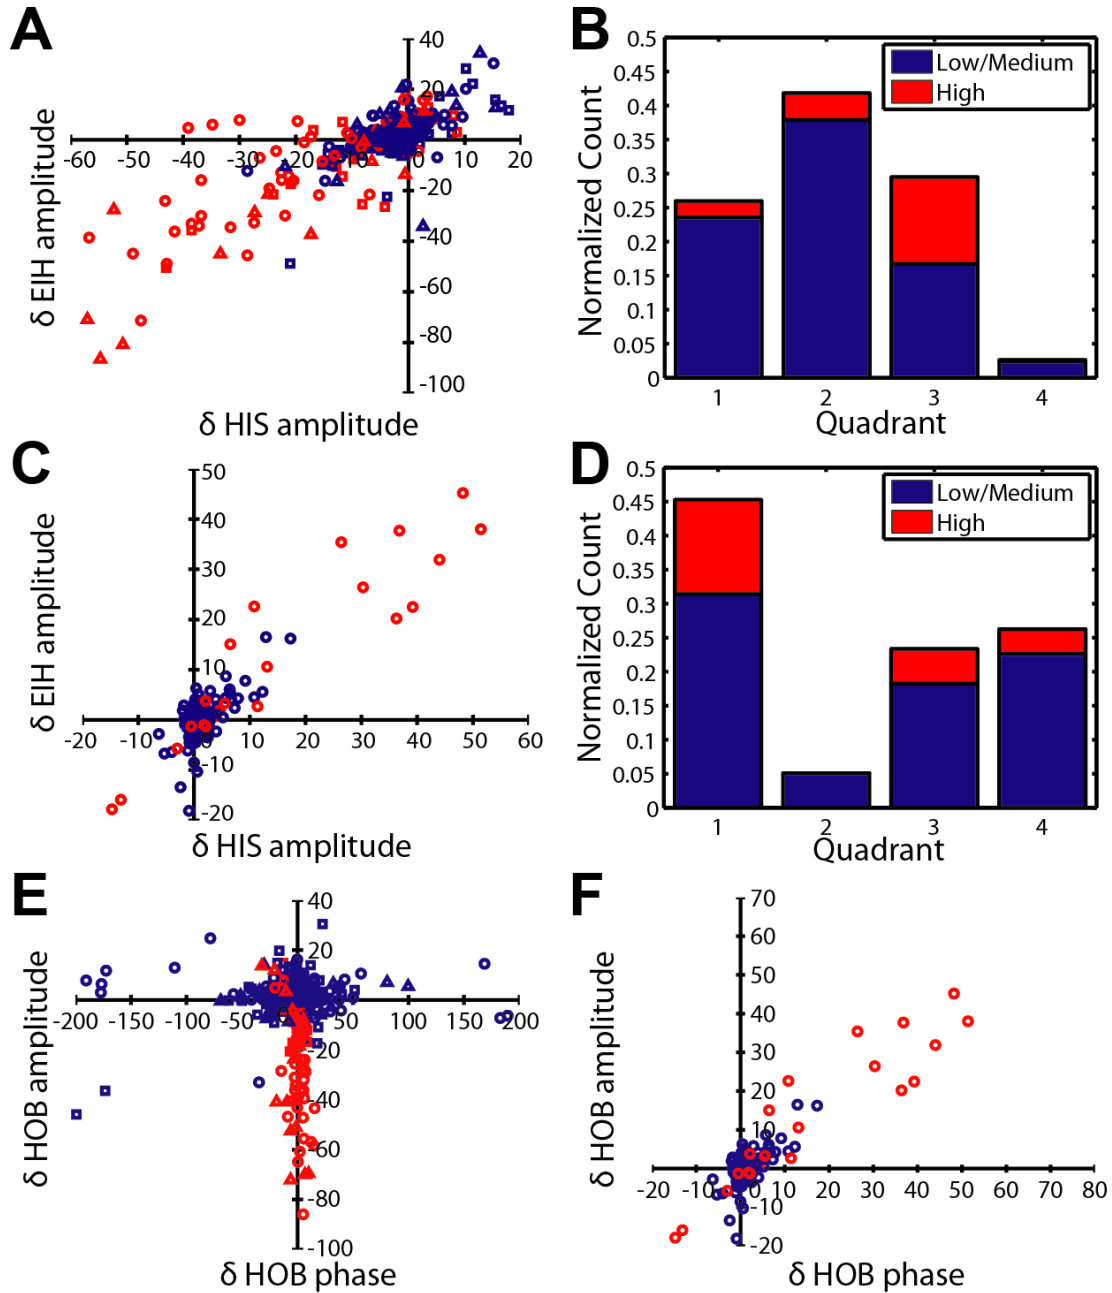 A
40
20
-60 -50 -40 -30 -20 -10 0 10 20
-20
-40
-60
-80
-100
δ EIH amplitude
δ HIS amplitude
B
0.5
0.45
0.4
0.35
0.3
0.25
0.2
0.15
0.1
0.05
0
Low/Medium
High
Normalized Count
1 2 3 4
Quadrant
C
50
40
30
20
10
-20 -10 0 10 20 30 40 50 60
-10
-20
δ EIH amplitude
δ HIS amplitude
D
0.5
0.45
0.4
0.35
0.3
0.25
0.2
0.15
0.1
0.05
0
Low/Medium
High
Normalized Count
1 2 3 4
Quadrant
E
40
20
-200 -150 -100 -50 0 50 100 150 200
-20
-40
-60
-80
-100
δ HOB amplitude
δ HOB phase
F
70
60
50
40
30
20
10
-20 -10 0 10 20 30 40 50 60 70 80
-10
-20
δ HOB amplitude
δ HOB phase